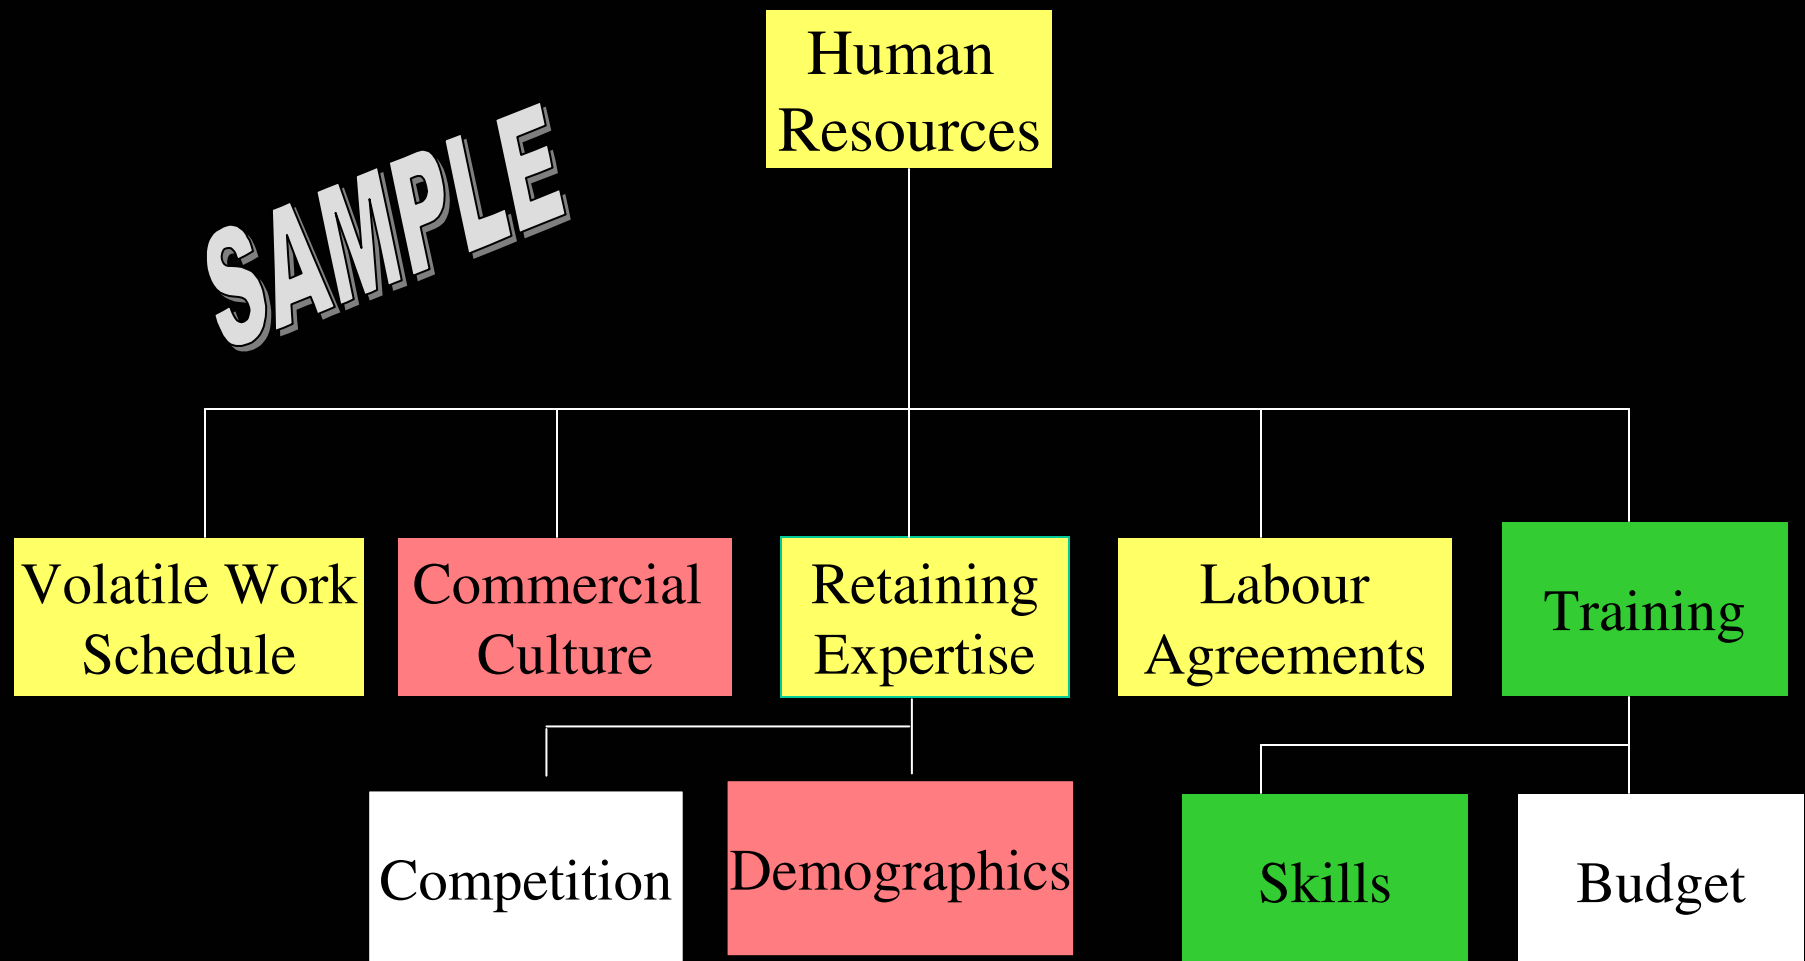 Human
Resources
SAMPLE
Volatile Work
Schedule
Commercial
Culture
Retaining
Expertise
Labour
Agreements
Training
Competition
Demographics
Skills
Budget